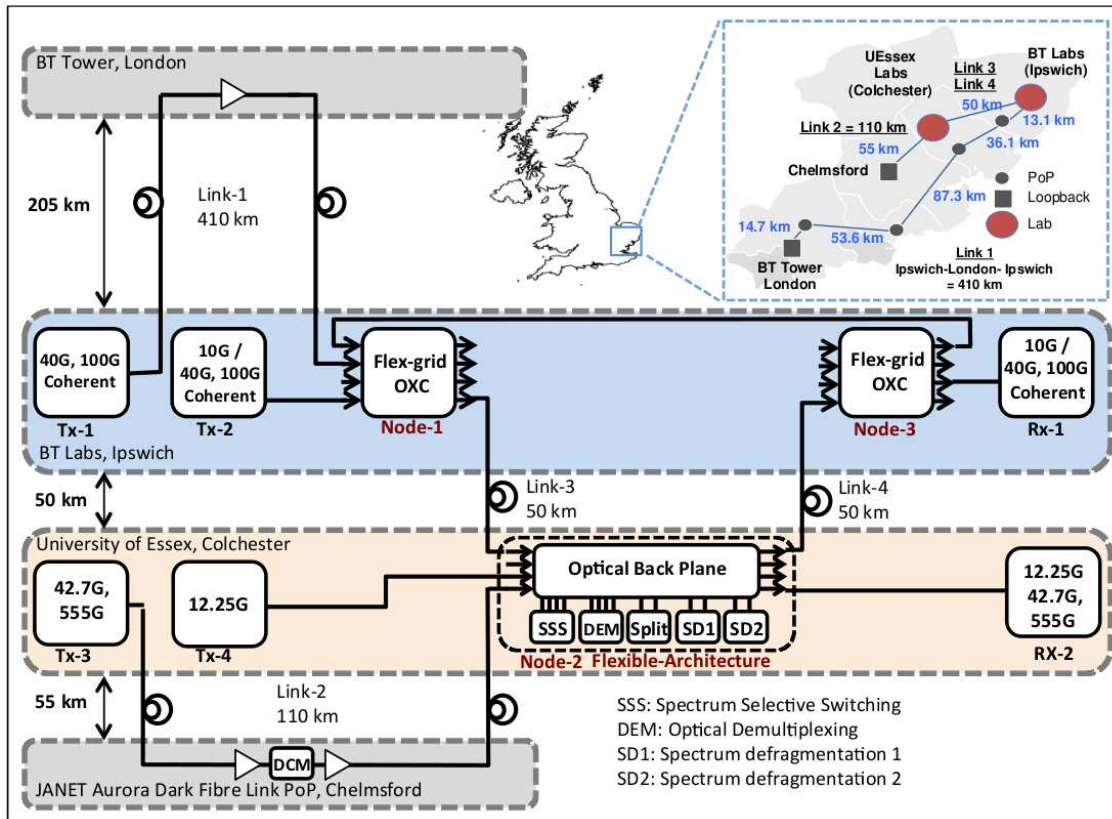 BT Tower, London
205 km
Link-1
410 km
UEssex
Labs
(Colchester)
Link 3
Link 4
BT Labs
(Ipswich)
50 km
13.1 km
Link 2 = 110 km
55 km
36.1 km
Chelmsford
PoP
Loopback
Lab
87.3 km
14.7 km
53.6 km
BT Tower
London
Link 1
Ipswich-London- Ipswich
= 410 km
40G, 100G
Coherent
Tx-1
10G /
40G, 100G
Coherent
Tx-2
Flex-grid
OXC
Node-1
Flex-grid
OXC
Node-3
10G /
40G, 100G
Coherent
Rx-1
BT Labs, Ipswich
50 km
Link-3
50 km
Link-4
50 km
University of Essex, Colchester
42.7G,
555G
Tx-3
12.25G
Tx-4
Optical Back Plane
SSS
DEM
Split
SD1
SD2
Node-2 Flexible-Architecture
12.25G
42.7G,
555G
RX-2
55 km
Link-2
110 km
DCM
JANET Aurora Dark Fibre Link PoP, Chelmsford
SSS: Spectrum Selective Switching
DEM: Optical Demultiplexing
SD1: Spectrum defragmentation 1
SD2: Spectrum defragmentation 2